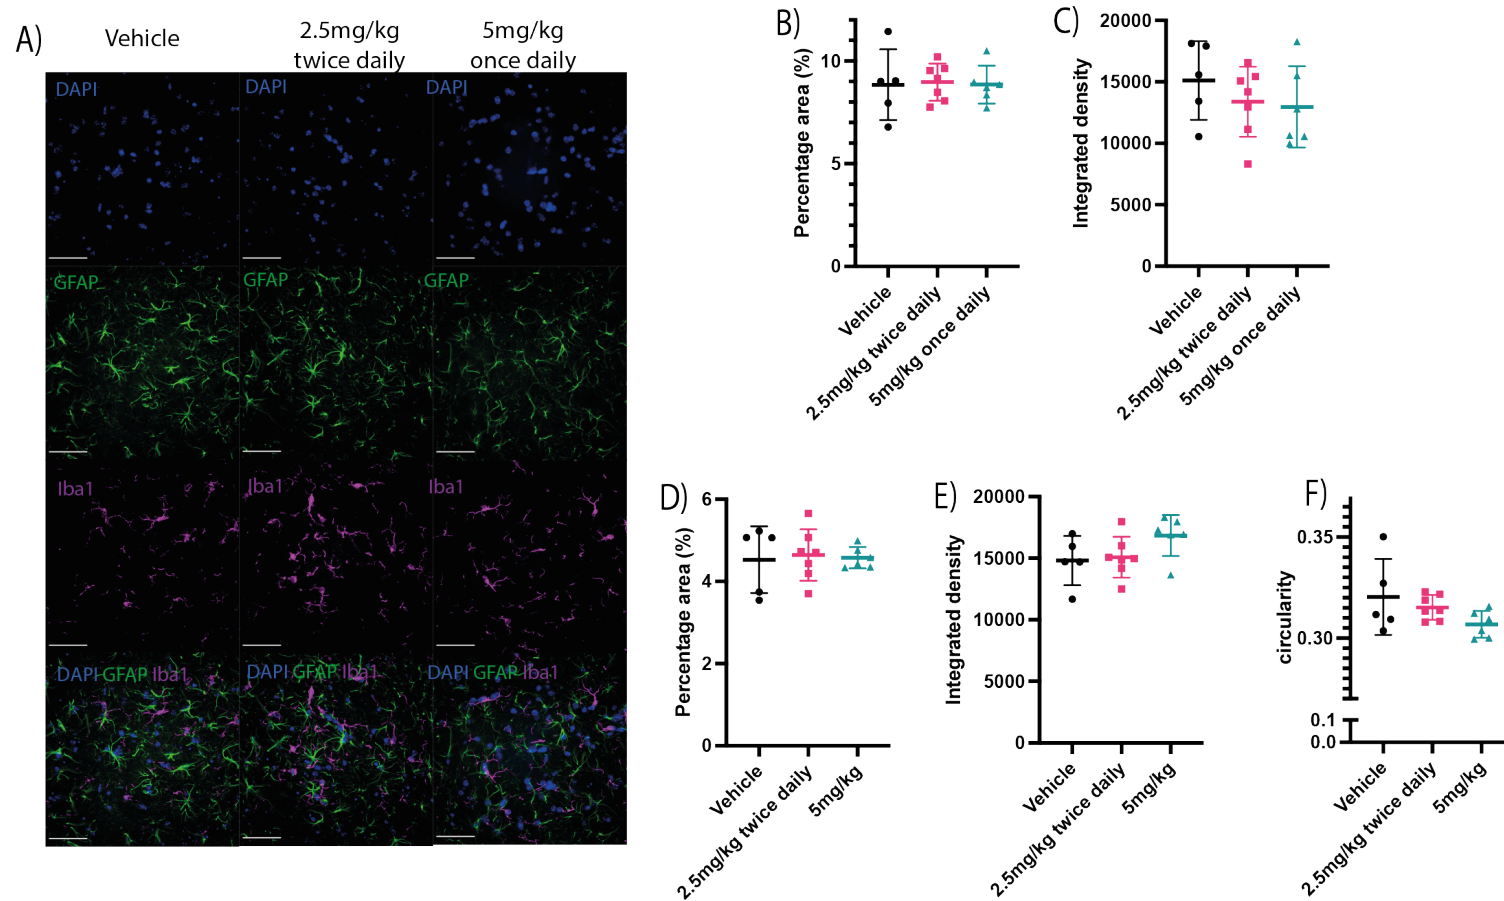 A)
Vehicle
2.5mg/kg
twice daily
5mg/kg
once daily
DAPI
DAPI
DAPI
GFAP
GFAP
GFAP
Iba1
Iba1
Iba1
DAPI GFAP Iba1
DAPI GFAP Iba1
DAPI GFAP Iba1
B)
Percentage area (%)
10
5
0
Vehicle
2.5mg/kg twice daily
5mg/kg once daily
C)
Integrated density
20000
15000
10000
5000
0
Vehicle
2.5mg/kg twice daily
5mg/kg once daily
D)
Percentage area (%)
6
4
2
0
Vehicle
2.5mg/kg twice daily
5mg/kg
E)
Integrated density
20000
15000
10000
5000
0
Vehicle
2.5mg/kg twice daily
5mg/kg
F)
circularity
0.35
0.30
0.1
0.0
Vehicle
2.5mg/kg twice daily
5mg/kg